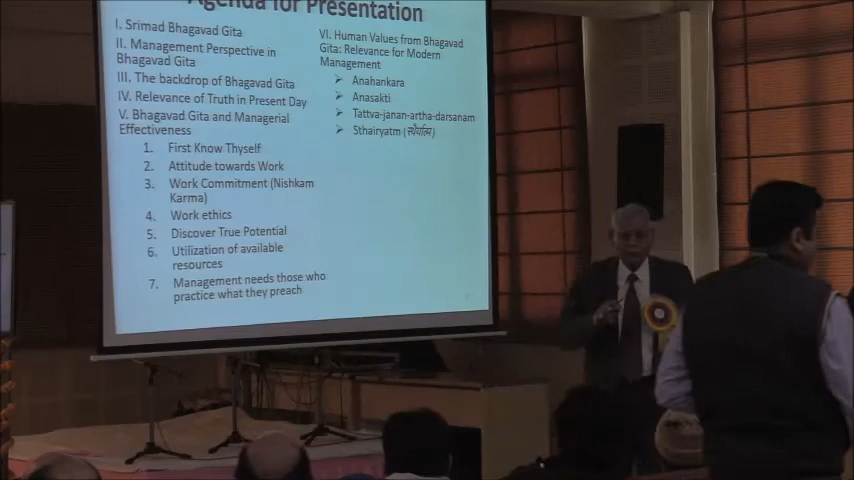 Agenda for Presentation
I. Srimad Bhagavad Gita
II. Management Perspective in
Bhagavad Gita
III. The backdrop of Bhagavad Gita
IV. Relevance of Truth in Present Day
V. Bhagavad Gita and Managerial
Effectiveness
1. First Know Thyself
2. Attitude towards Work
3. Work Commitment (Nishkam
Karma)
4. Work ethics
5. Discover True Potential
6. Utilization of available
resources
7. Management needs those who
practice what they preach
VI. Human Values from Bhagavad
Gita: Relevance for Modern
Management
➢ Anahankara
➢ Anasakti
➢ Tattva-janan-artha-darsanam
➢ Sthairyatm